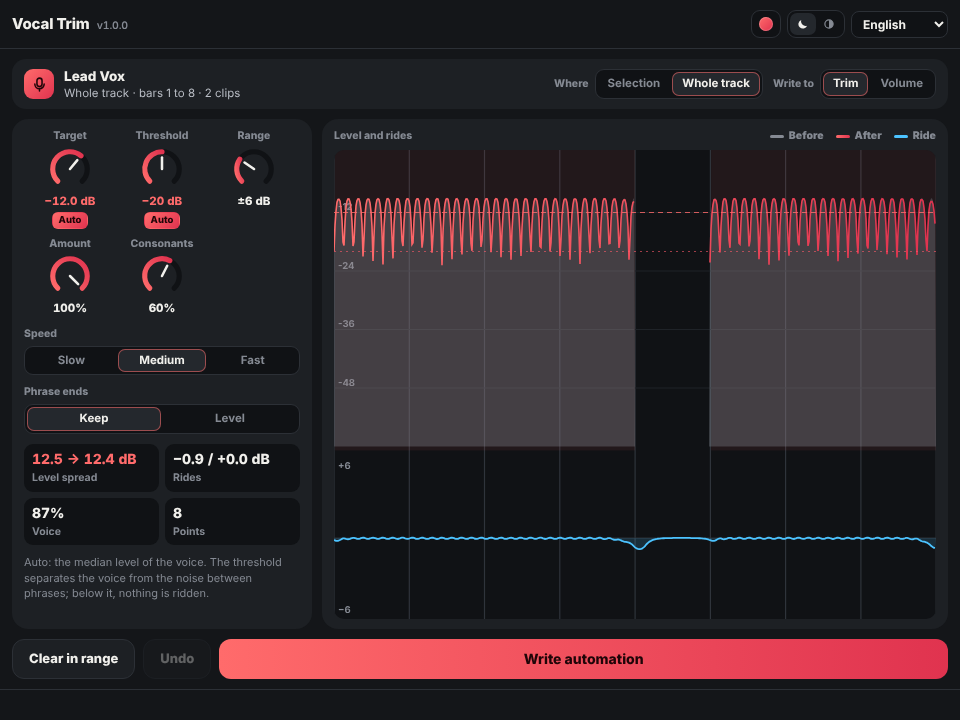 Vocal Trim v1.0.0
English
Lead Vox
Whole track · bars 1 to 8 · 2 clips
Where Selection Whole track Write to Trim Volume
Target Threshold Range
−12.0 dB −20 dB ±6 dB
Auto Auto
Amount Consonants
100% 60%
Speed
Slow Medium Fast
Phrase ends
Keep Level
12.5 → 12.4 dB
Level spread
−0.9 / +0.0 dB
Rides
87%
Voice
8
Points
Auto: the median level of the voice. The threshold
separates the voice from the noise between
phrases; below it, nothing is ridden.
Level and rides Before After Ride
-12
-24
-36
-48
+6
−6
Clear in range Undo Write automation